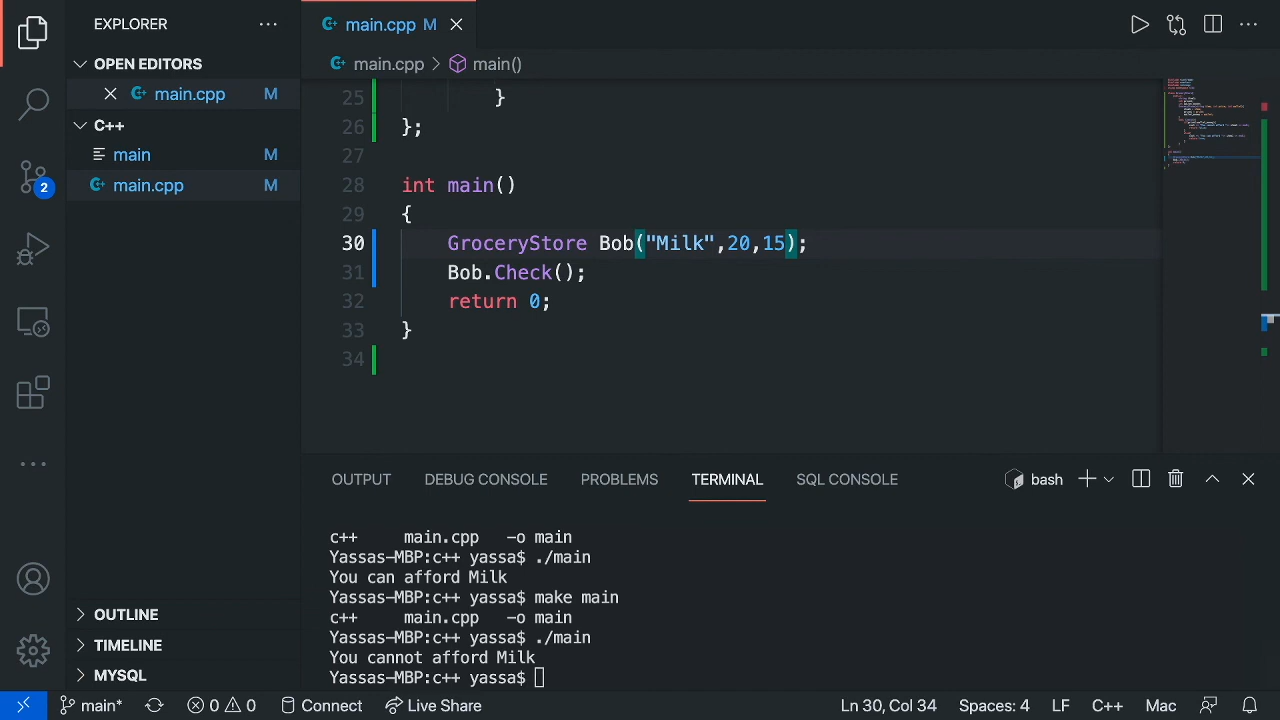 EXPLORER
main.cpp M
OPEN EDITORS
main.cpp > main()
main.cpp M
C++
main M
main.cpp M
25 }
26 };
27
28 int main()
29 {
30 GroceryStore Bob("Milk",20,15);
31 Bob.Check();
32 return 0;
33 }
34
2
OUTPUT DEBUG CONSOLE PROBLEMS TERMINAL SQL CONSOLE bash
c++ main.cpp -o main
Yassas-MBP:c++ yassa$ ./main
You can afford Milk
Yassas-MBP:c++ yassa$ make main
c++ main.cpp -o main
Yassas-MBP:c++ yassa$ ./main
You cannot afford Milk
Yassas-MBP:c++ yassa$
OUTLINE
TIMELINE
MYSQL
main* 0 0 Connect Live Share Ln 30, Col 34 Spaces: 4 LF C++ Mac